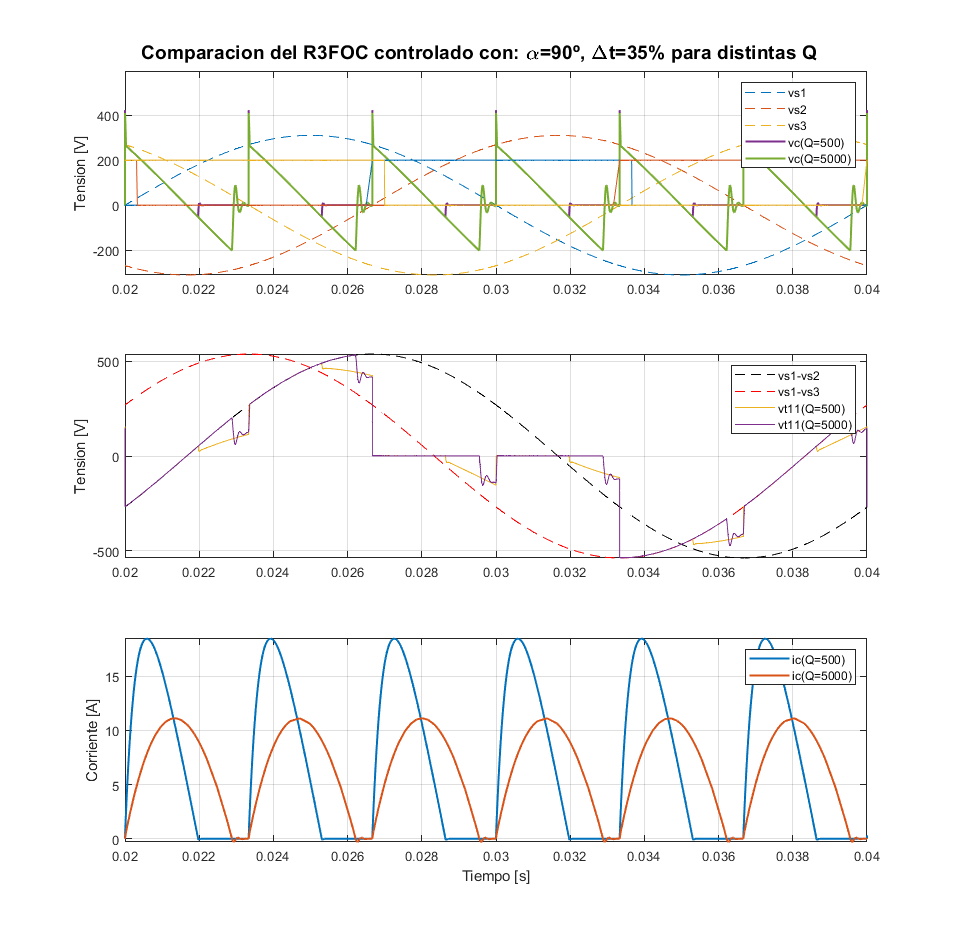 Comparacion del R3FOC controlado con: α=90º, Δt=35% para distintas Q
Tension [V]
400
200
0
-200
vs1
vs2
vs3
vc(Q=500)
vc(Q=5000)
0.02 0.022 0.024 0.026 0.028 0.03 0.032 0.034 0.036 0.038 0.04
Tension [V]
500
0
-500
vs1-vs2
vs1-vs3
vt11(Q=500)
vt11(Q=5000)
0.02 0.022 0.024 0.026 0.028 0.03 0.032 0.034 0.036 0.038 0.04
Corriente [A]
15
10
5
0
ic(Q=500)
ic(Q=5000)
0.02 0.022 0.024 0.026 0.028 0.03 0.032 0.034 0.036 0.038 0.04
Tiempo [s]